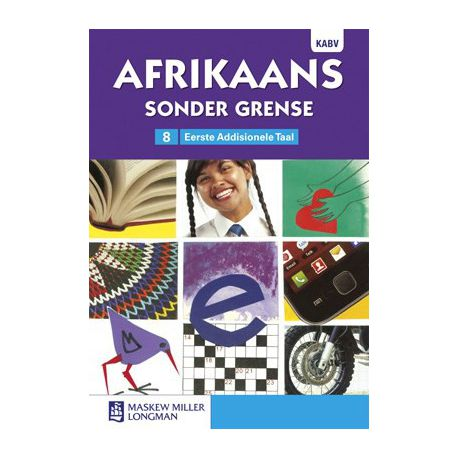 KABV
AFRIKAANS
SONDER GRENSE
8 Eerste Addisionele Taal
e
MASKEW MILLER
LONGMAN